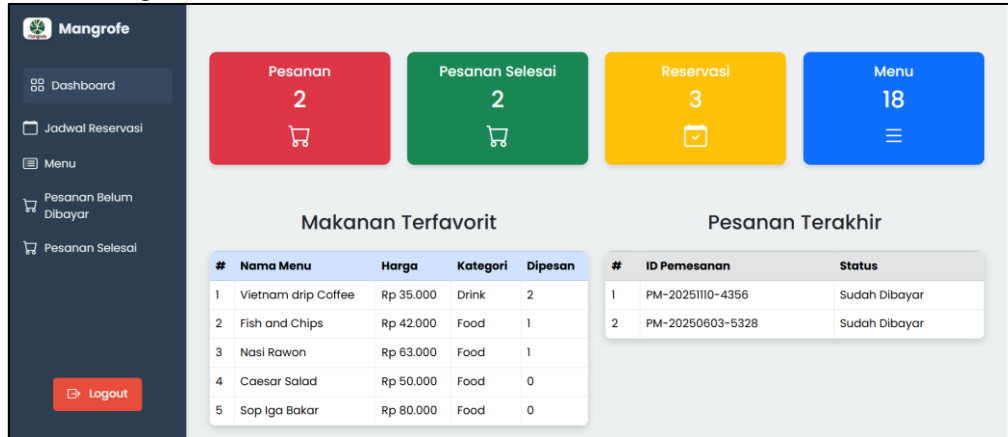 Mangrofe
Dashboard
Jadwal Reservasi
Menu
Pesanan Belum
Dibayar
Pesanan Selesai
Logout
Pesanan
2
Pesanan Selesai
2
Reservasi
3
Menu
18
Makanan Terfavorit
# Nama Menu Harga Kategori Dipesan
1 Vietnam drip Coffee Rp 35.000 Drink 2
2 Fish and Chips Rp 42.000 Food 1
3 Nasi Rawon Rp 63.000 Food 1
4 Caesar Salad Rp 50.000 Food 0
5 Sop Iga Bakar Rp 80.000 Food 0
Pesanan Terakhir
# ID Pemesanan Status
1 PM-20251110-4356 Sudah Dibayar
2 PM-20250603-5328 Sudah Dibayar